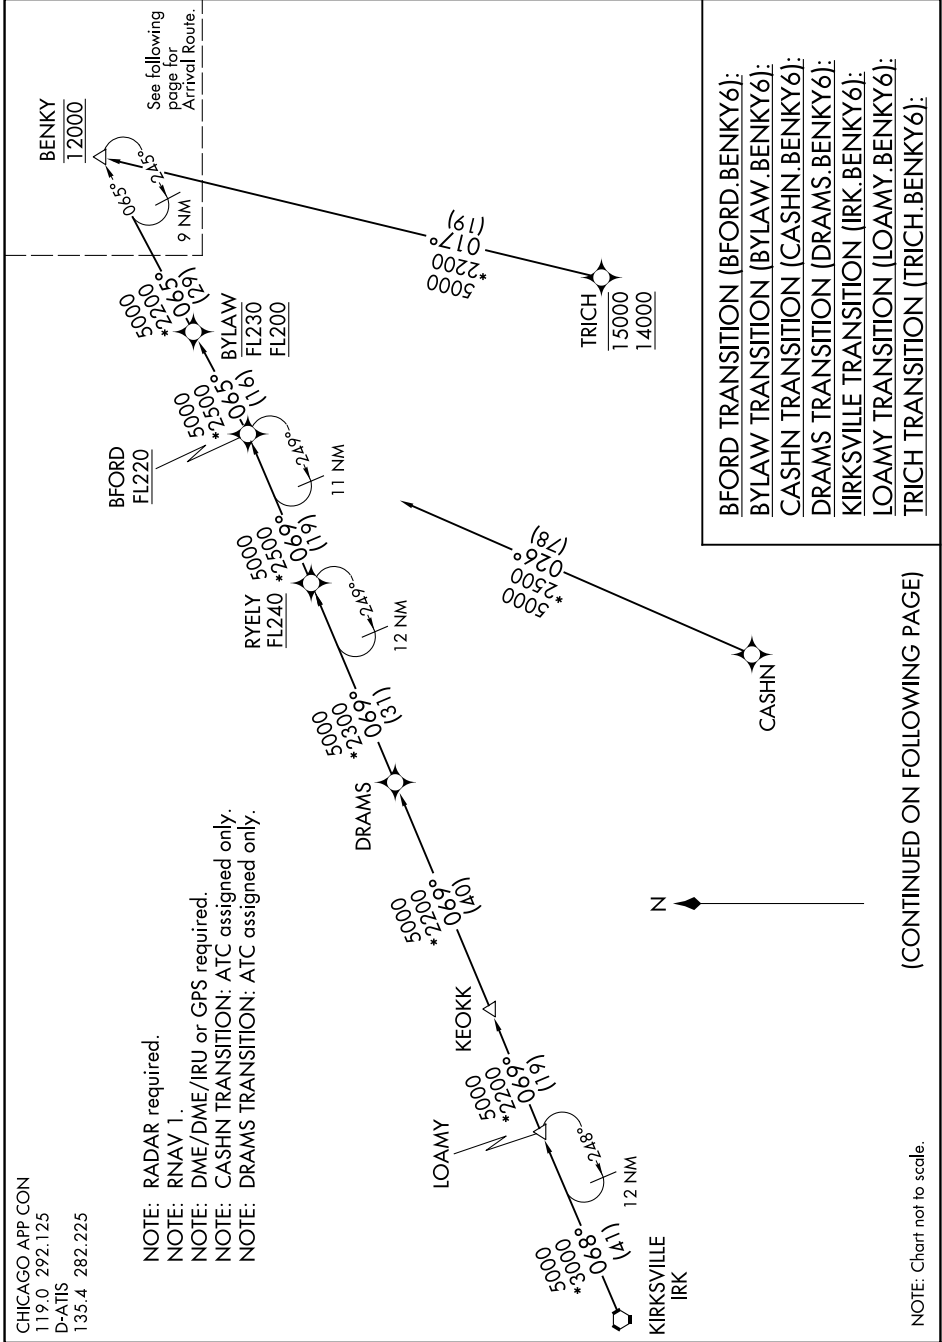 CHICAGO APP CON
119.0 292.125
D-ATIS
135.4 282.225
NOTE: RADAR required.
NOTE: RNAV 1.
NOTE: DME/DME/IRU or GPS required.
NOTE: CASHN TRANSITION: ATC assigned only.
NOTE: DRAMS TRANSITION: ATC assigned only.
KIRKSVILLE
IRK
5000
*3000
068°
(41)
LOAMY
248°
12 NM
5000
*2200
069°
(19)
KEOKK
5000
*2200
069°
(40)
DRAMS
5000
*2300
069°
(31)
RYELY
FL240
249°
12 NM
5000
*2500
069°
(19)
BFORD
FL220
249°
11 NM
5000
*2500
065°
(16)
BYLAW
FL230
FL200
5000
*2200
065°
(29)
BENKY
12000
065°
245°
9 NM
See following
page for
Arrival Route.
TRICH
15000
14000
5000
*2200
017°
(19)
CASHN
5000
*2500
026°
(78)
N
BFORD TRANSITION (BFORD.BENKY6):
BYLAW TRANSITION (BYLAW.BENKY6):
CASHN TRANSITION (CASHN.BENKY6):
DRAMS TRANSITION (DRAMS.BENKY6):
KIRKSVILLE TRANSITION (IRK.BENKY6):
LOAMY TRANSITION (LOAMY.BENKY6):
TRICH TRANSITION (TRICH.BENKY6):
(CONTINUED ON FOLLOWING PAGE)
NOTE: Chart not to scale.